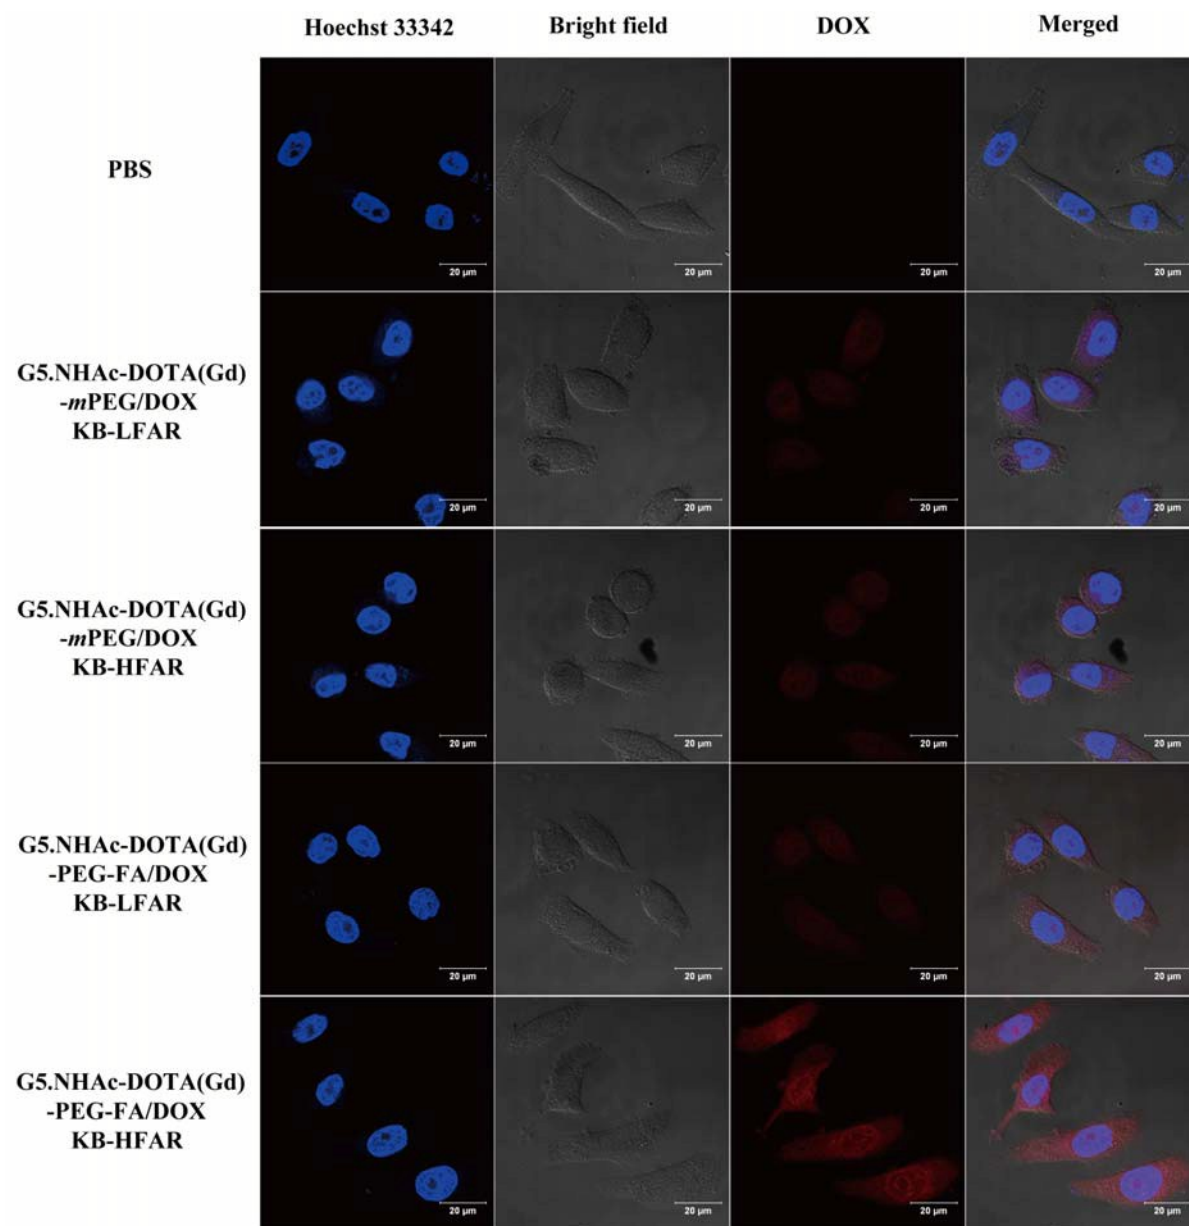 Hoechst 33342 Bright field DOX Merged
PBS
20 µm 20 µm 20 µm 20 µm
G5.NHAc-DOTA(Gd)
-mPEG/DOX
KB-LFAR
20 µm 20 µm 20 µm 20 µm
G5.NHAc-DOTA(Gd)
-mPEG/DOX
KB-HFAR
20 µm 20 µm 20 µm 20 µm
G5.NHAc-DOTA(Gd)
-PEG-FA/DOX
KB-LFAR
20 µm 20 µm 20 µm 20 µm
G5.NHAc-DOTA(Gd)
-PEG-FA/DOX
KB-HFAR
20 µm 20 µm 20 µm 20 µm